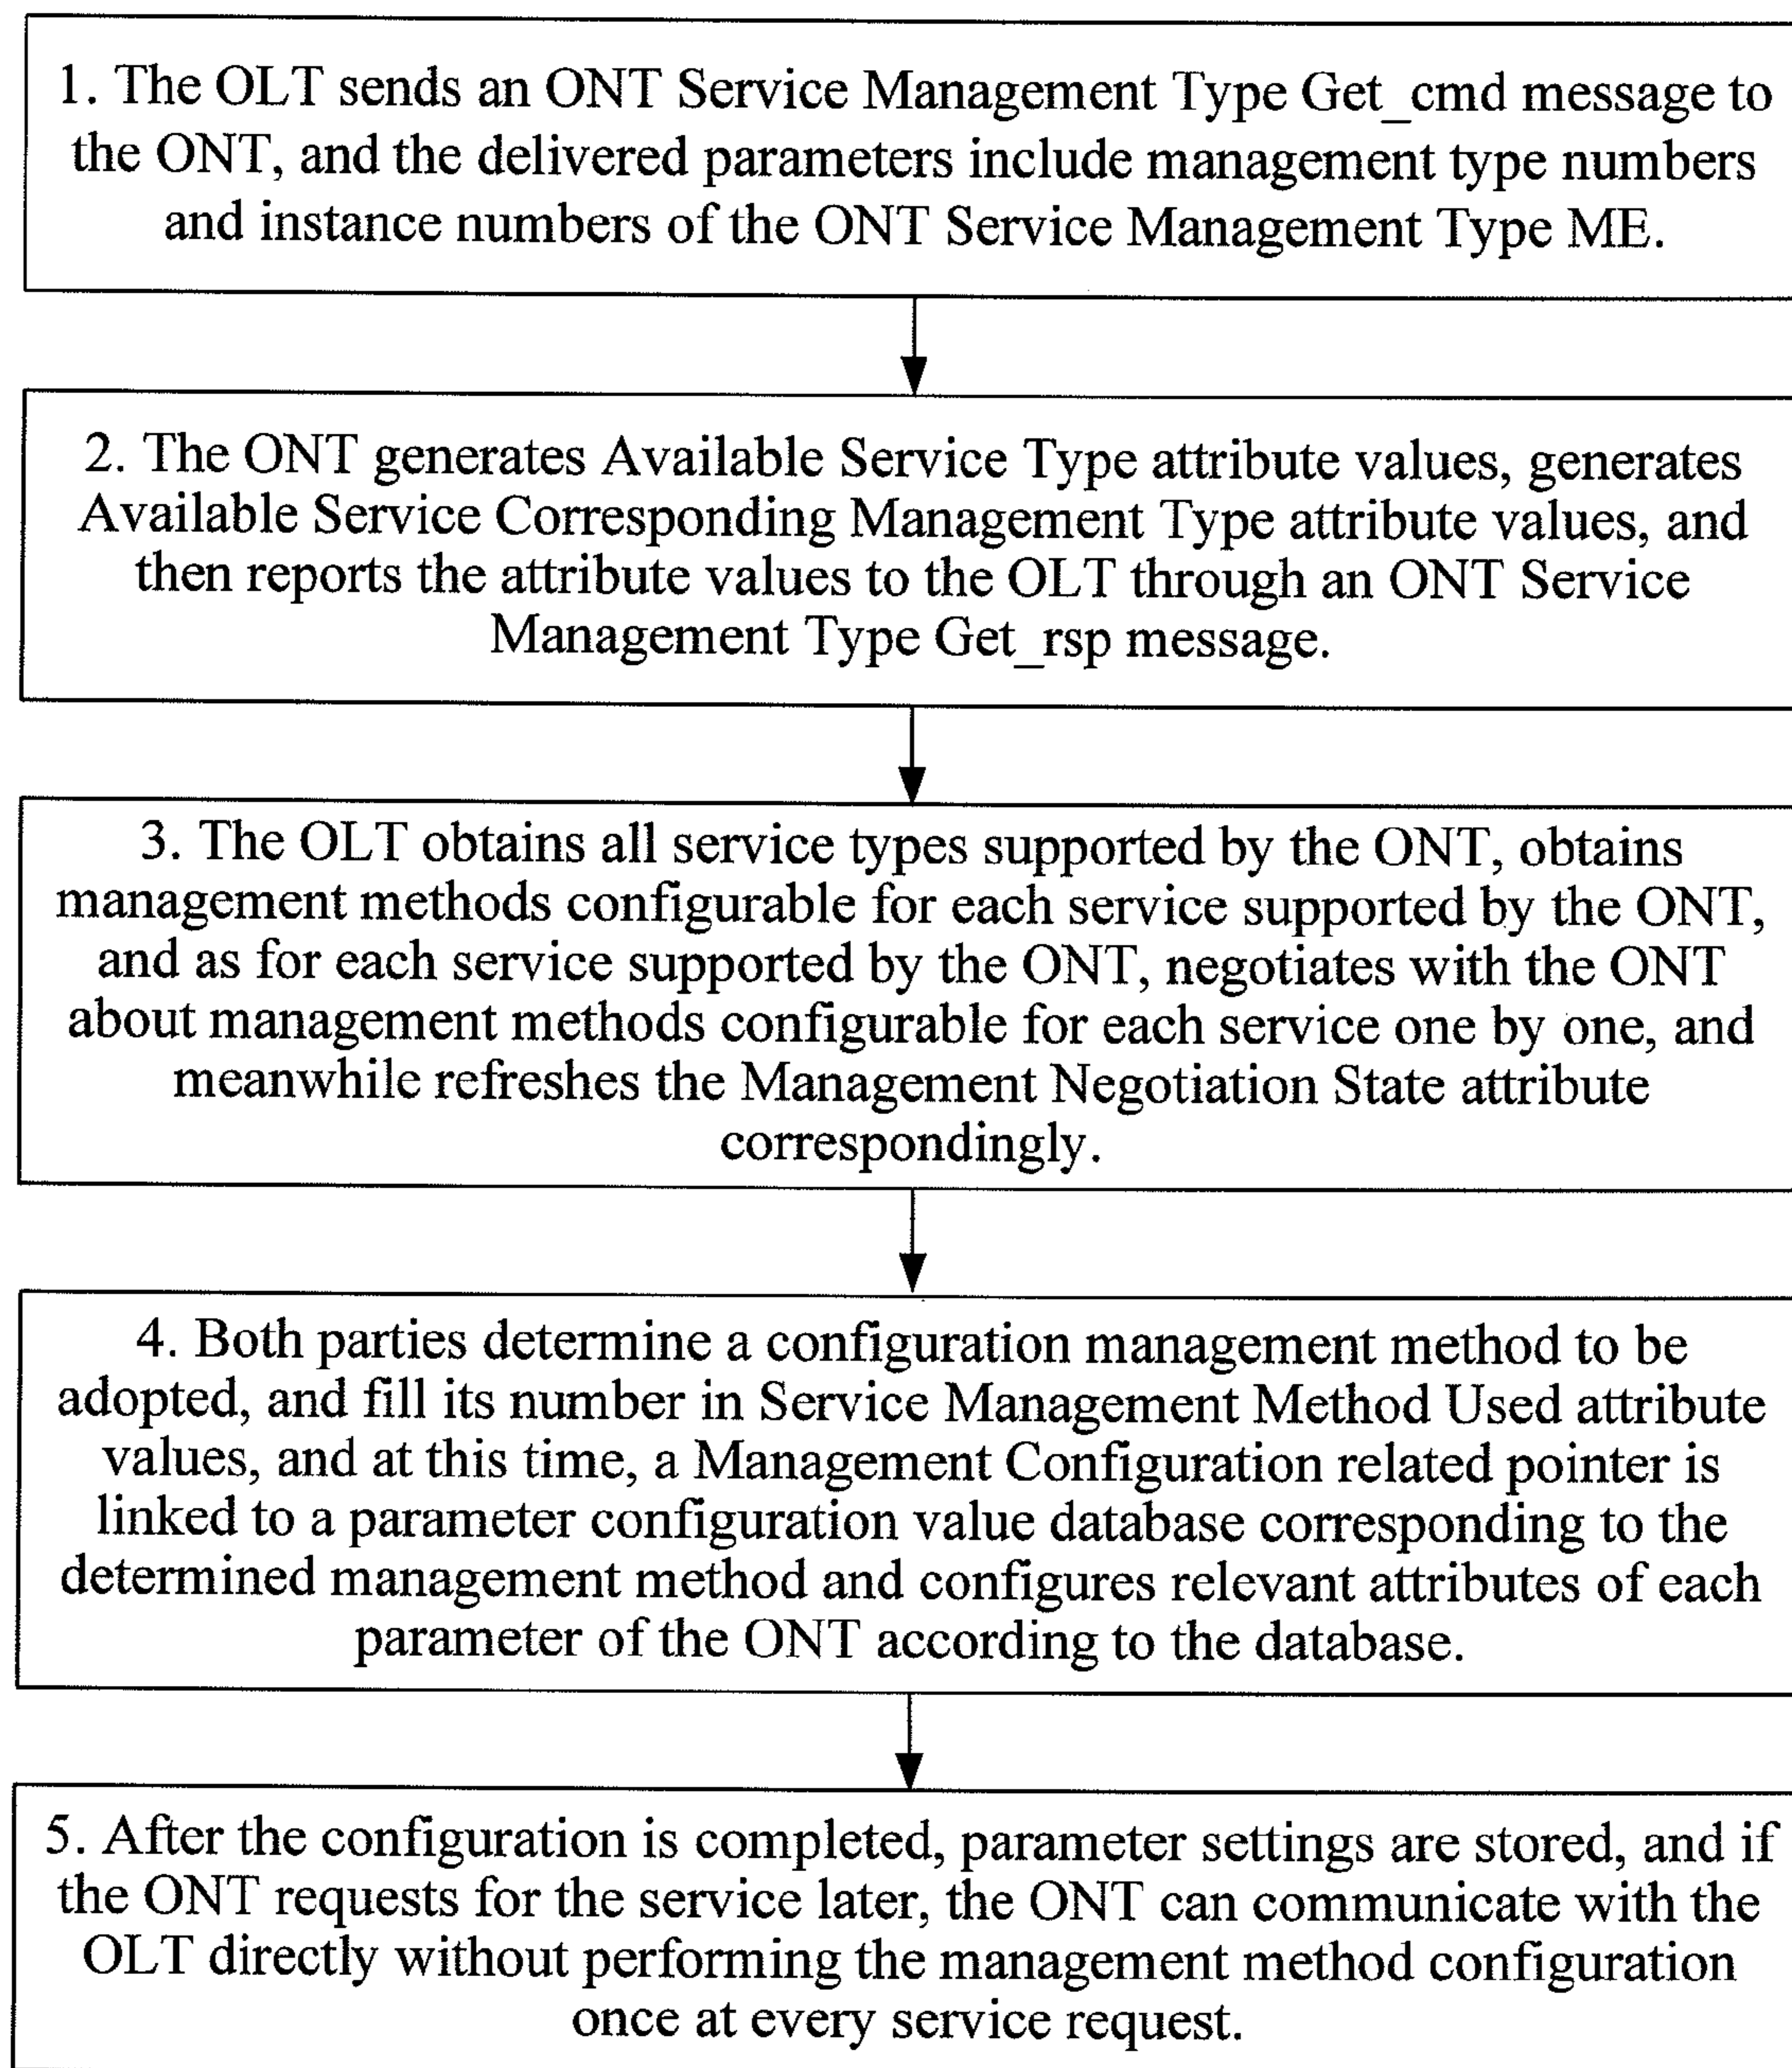 1. The OLT sends an ONT Service Management Type Get_cmd message to
the ONT, and the delivered parameters include management type numbers
and instance numbers of the ONT Service Management Type ME.
2. The ONT generates Available Service Type attribute values, generates
Available Service Corresponding Management Type attribute values, and
then reports the attribute values to the OLT through an ONT Service
Management Type Get_rsp message.
3. The OLT obtains all service types supported by the ONT, obtains
management methods configurable for each service supported by the ONT,
and as for each service supported by the ONT, negotiates with the ONT
about management methods configurable for each service one by one, and
meanwhile refreshes the Management Negotiation State attribute
correspondingly.
4. Both parties determine a configuration management method to be
adopted, and fill its number in Service Management Method Used attribute
values, and at this time, a Management Configuration related pointer is
linked to a parameter configuration value database corresponding to the
determined management method and configures relevant attributes of each
parameter of the ONT according to the database.
5. After the configuration is completed, parameter settings are stored, and if
the ONT requests for the service later, the ONT can communicate with the
OLT directly without performing the management method configuration
once at every service request.